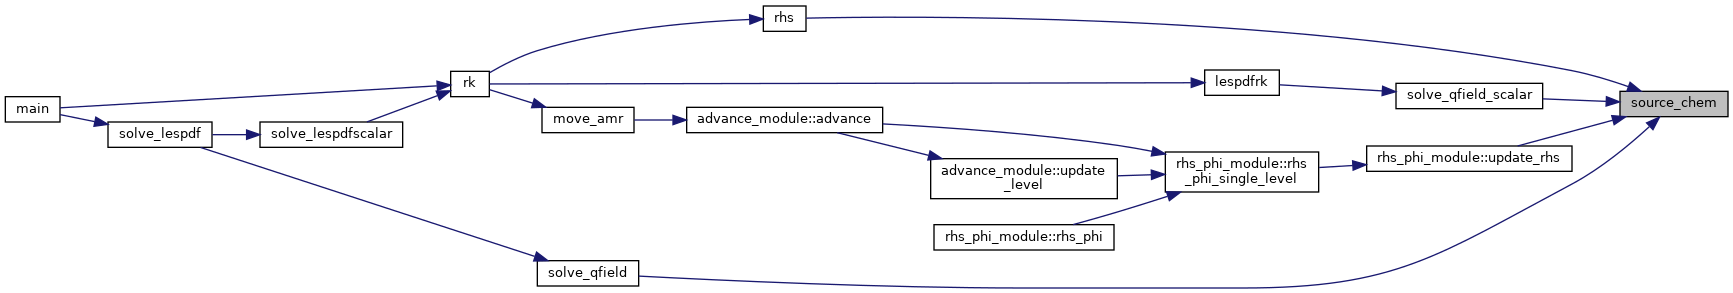 rhs
rk
lespdfrk
solve_qfield_scalar
source_chem
main
move_amr
advance_module::advance
solve_lespdf
solve_lespdfscalar
rhs_phi_module::update_rhs
rhs_phi_module::rhs
_phi_single_level
advance_module::update
_level
rhs_phi_module::rhs_phi
solve_qfield